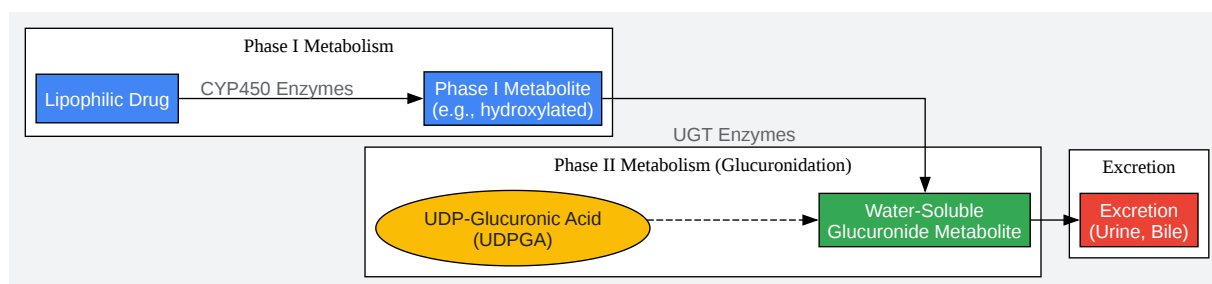 Phase I Metabolism
Lipophilic Drug
CYP450 Enzymes
Phase I Metabolite
(e.g., hydroxylated)
UGT Enzymes
Phase II Metabolism (Glucuronidation)
UDP-Glucuronic Acid
(UDPGA)
Water-Soluble
Glucuronide Metabolite
Excretion
Excretion
(Urine, Bile)